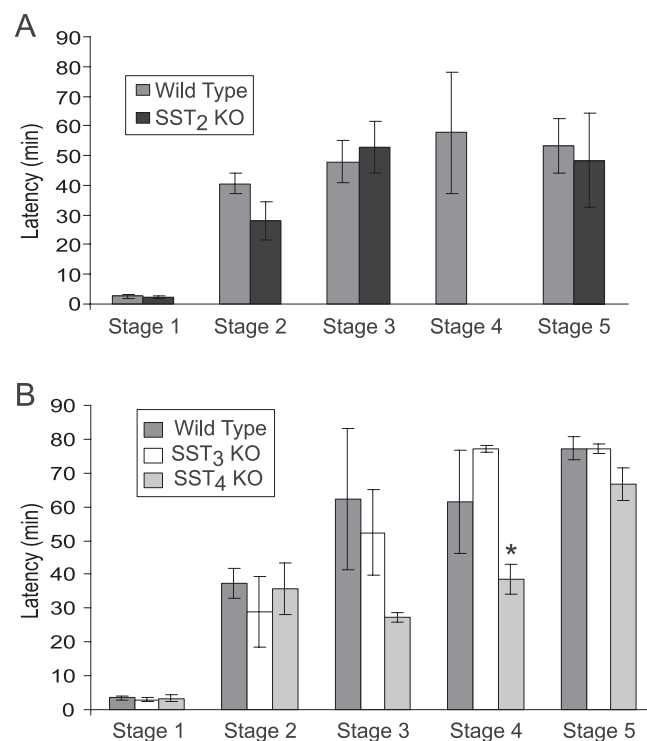 A
Latency (min)
90
80
70
60
50
40
30
20
10
0
Wild Type
SST2 KO
Stage 1 Stage 2 Stage 3 Stage 4 Stage 5
B
Latency (min)
90
80
70
60
50
40
30
20
10
0
Wild Type
SST3 KO
SST4 KO
*
Stage 1 Stage 2 Stage 3 Stage 4 Stage 5